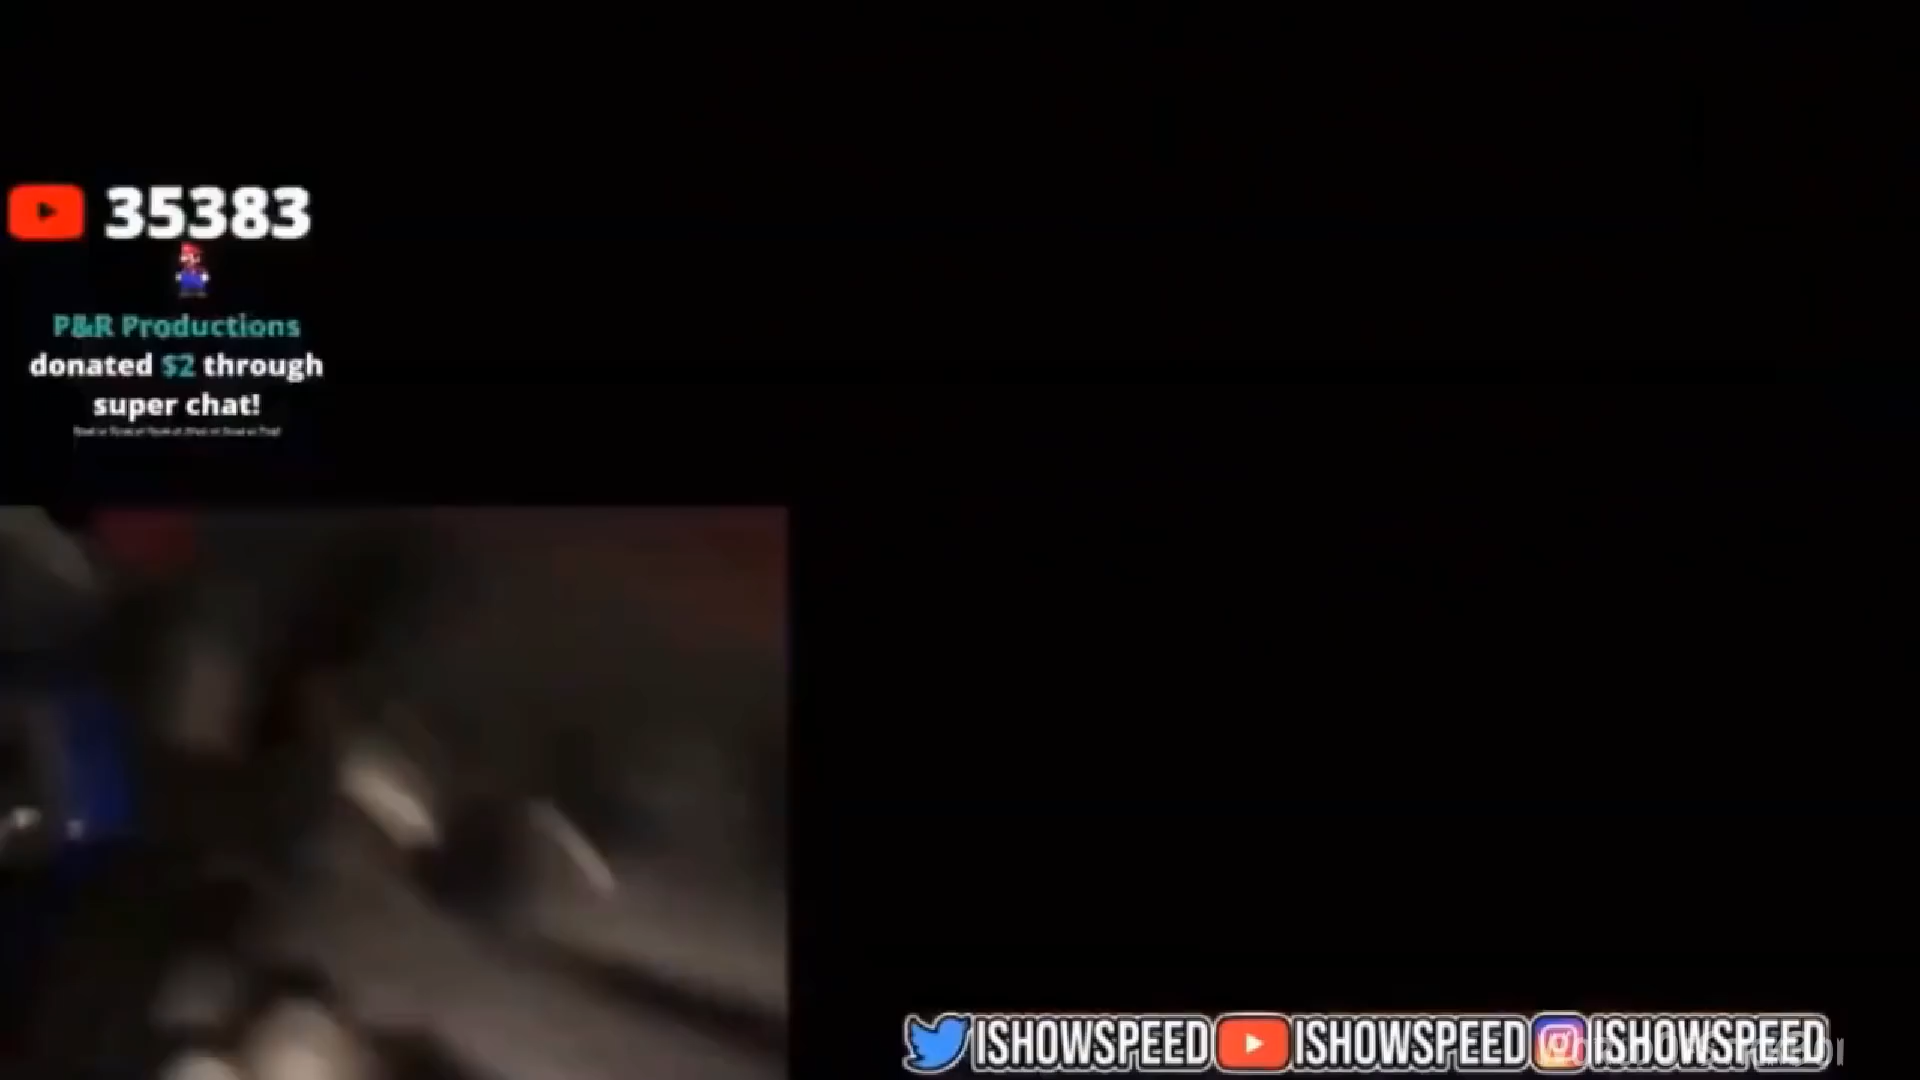 35383
P&R Productions
donated $2 through
super chat!
ISHOWSPEED ISHOWSPEED ISHOWSPEED